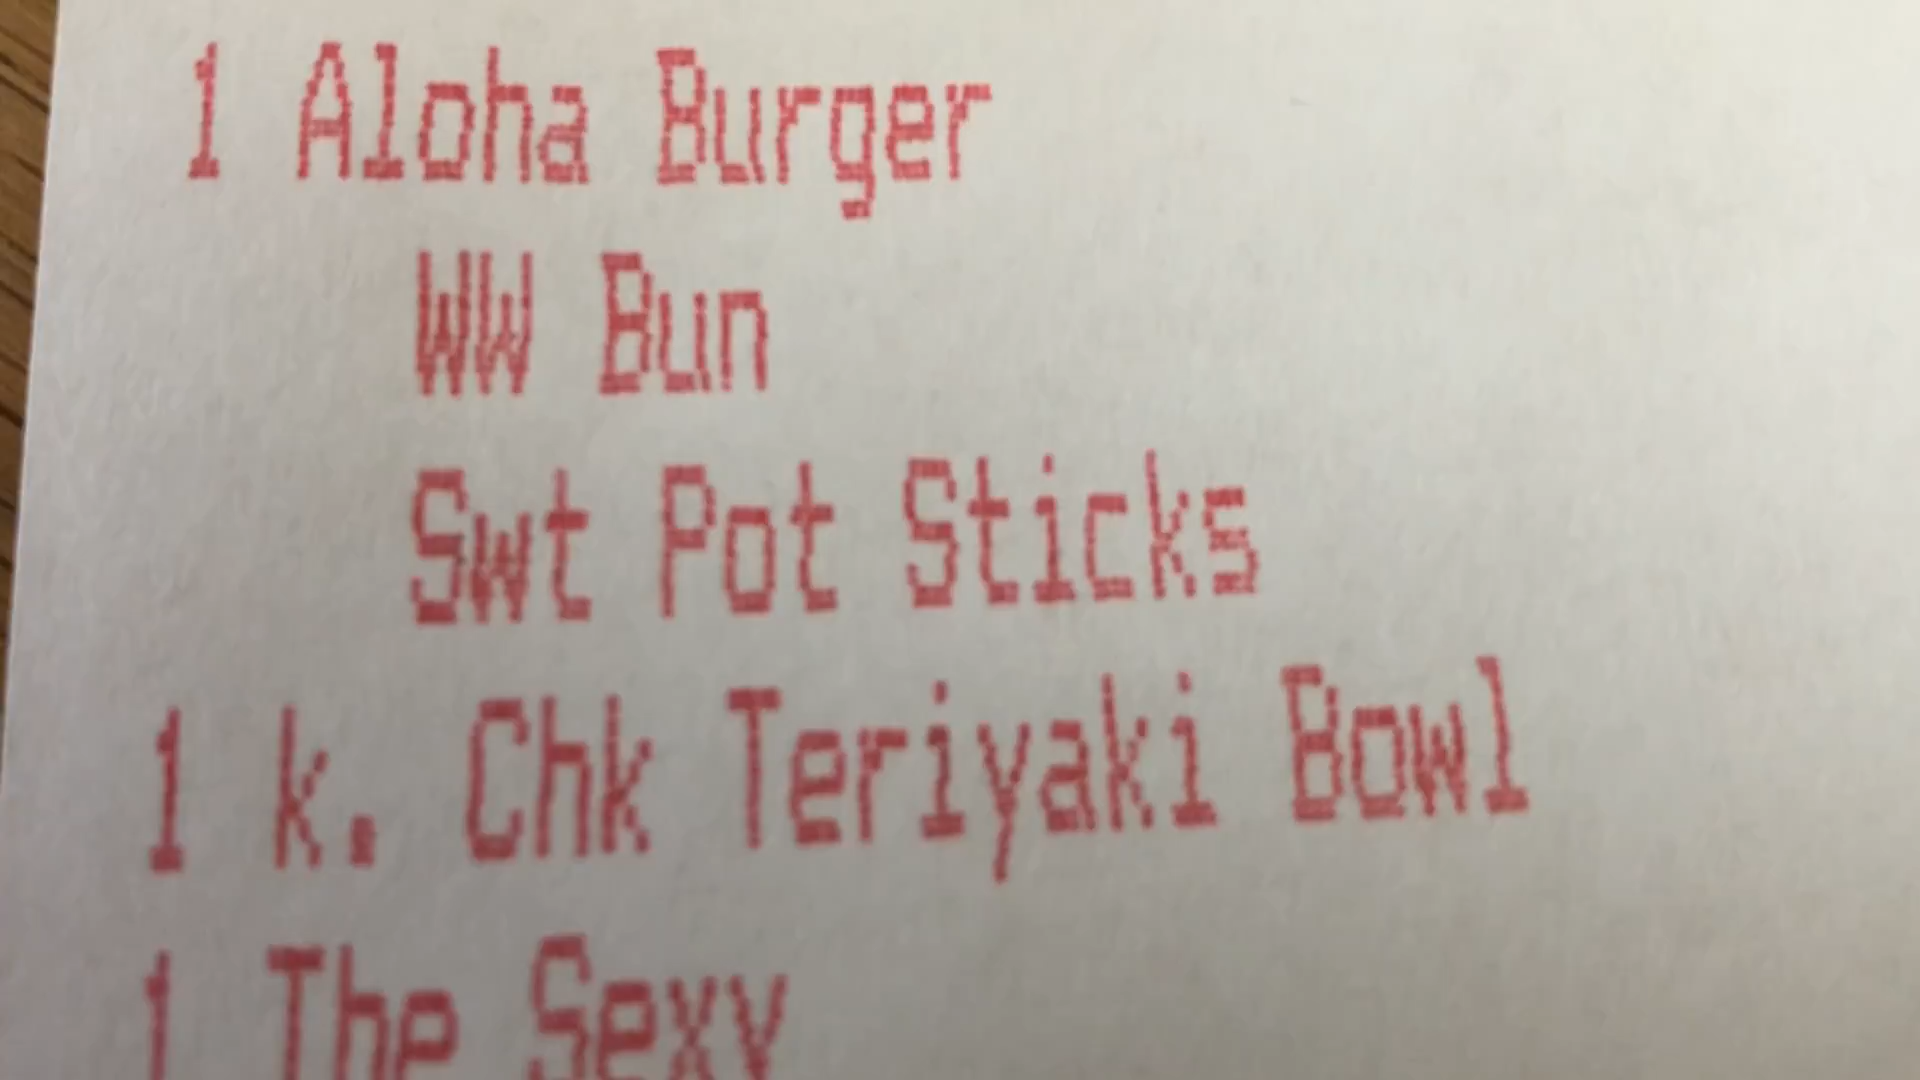 1 Aloha Burger
WW Bun
Swt Pot Sticks
1 k. Chk Teriyaki Bowl
1 The Sexy